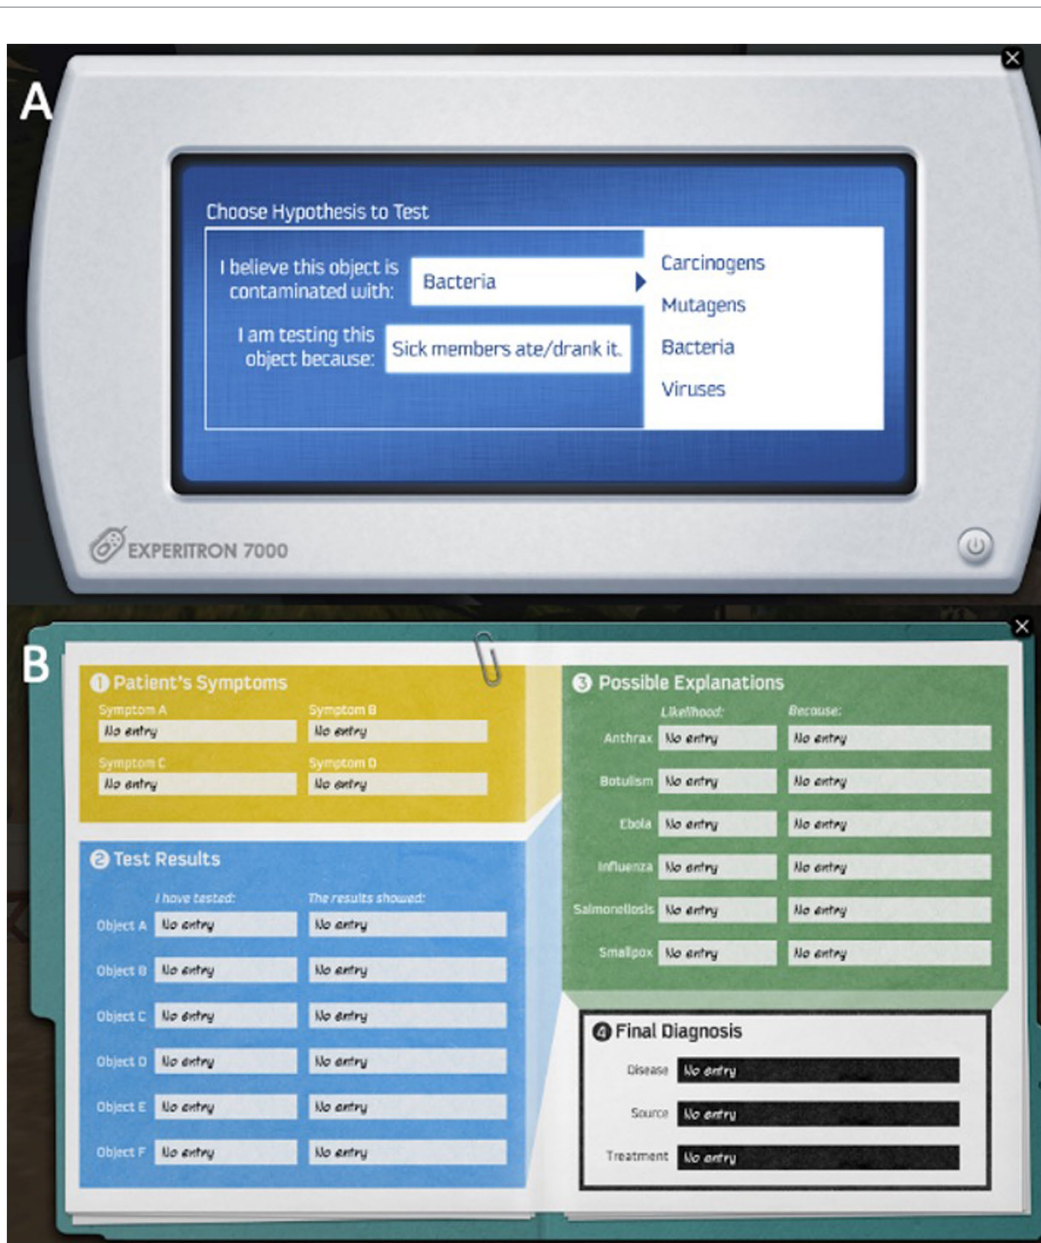 A
Choose Hypothesis to Test
I believe this object is
contaminated with:
Bacteria
I am testing this
object because:
Sick members ate/drank it.
Carcinogens
Mutagens
Bacteria
Viruses
EXPERITRON 7000
B
1 Patient's Symptoms
Symptom A Symptom B
No entry No entry
Symptom C Symptom D
No entry No entry
2 Test Results
I have tested: The results showed:
Object A No entry No entry
Object B No entry No entry
Object C No entry No entry
Object D No entry No entry
Object E No entry No entry
Object F No entry No entry
3 Possible Explanations
Likelihood: Because:
Anthrax No entry No entry
Botulism No entry No entry
Ebola No entry No entry
Influenza No entry No entry
Salmonellosis No entry No entry
Smallpox No entry No entry
4 Final Diagnosis
Disease No entry
Source No entry
Treatment No entry